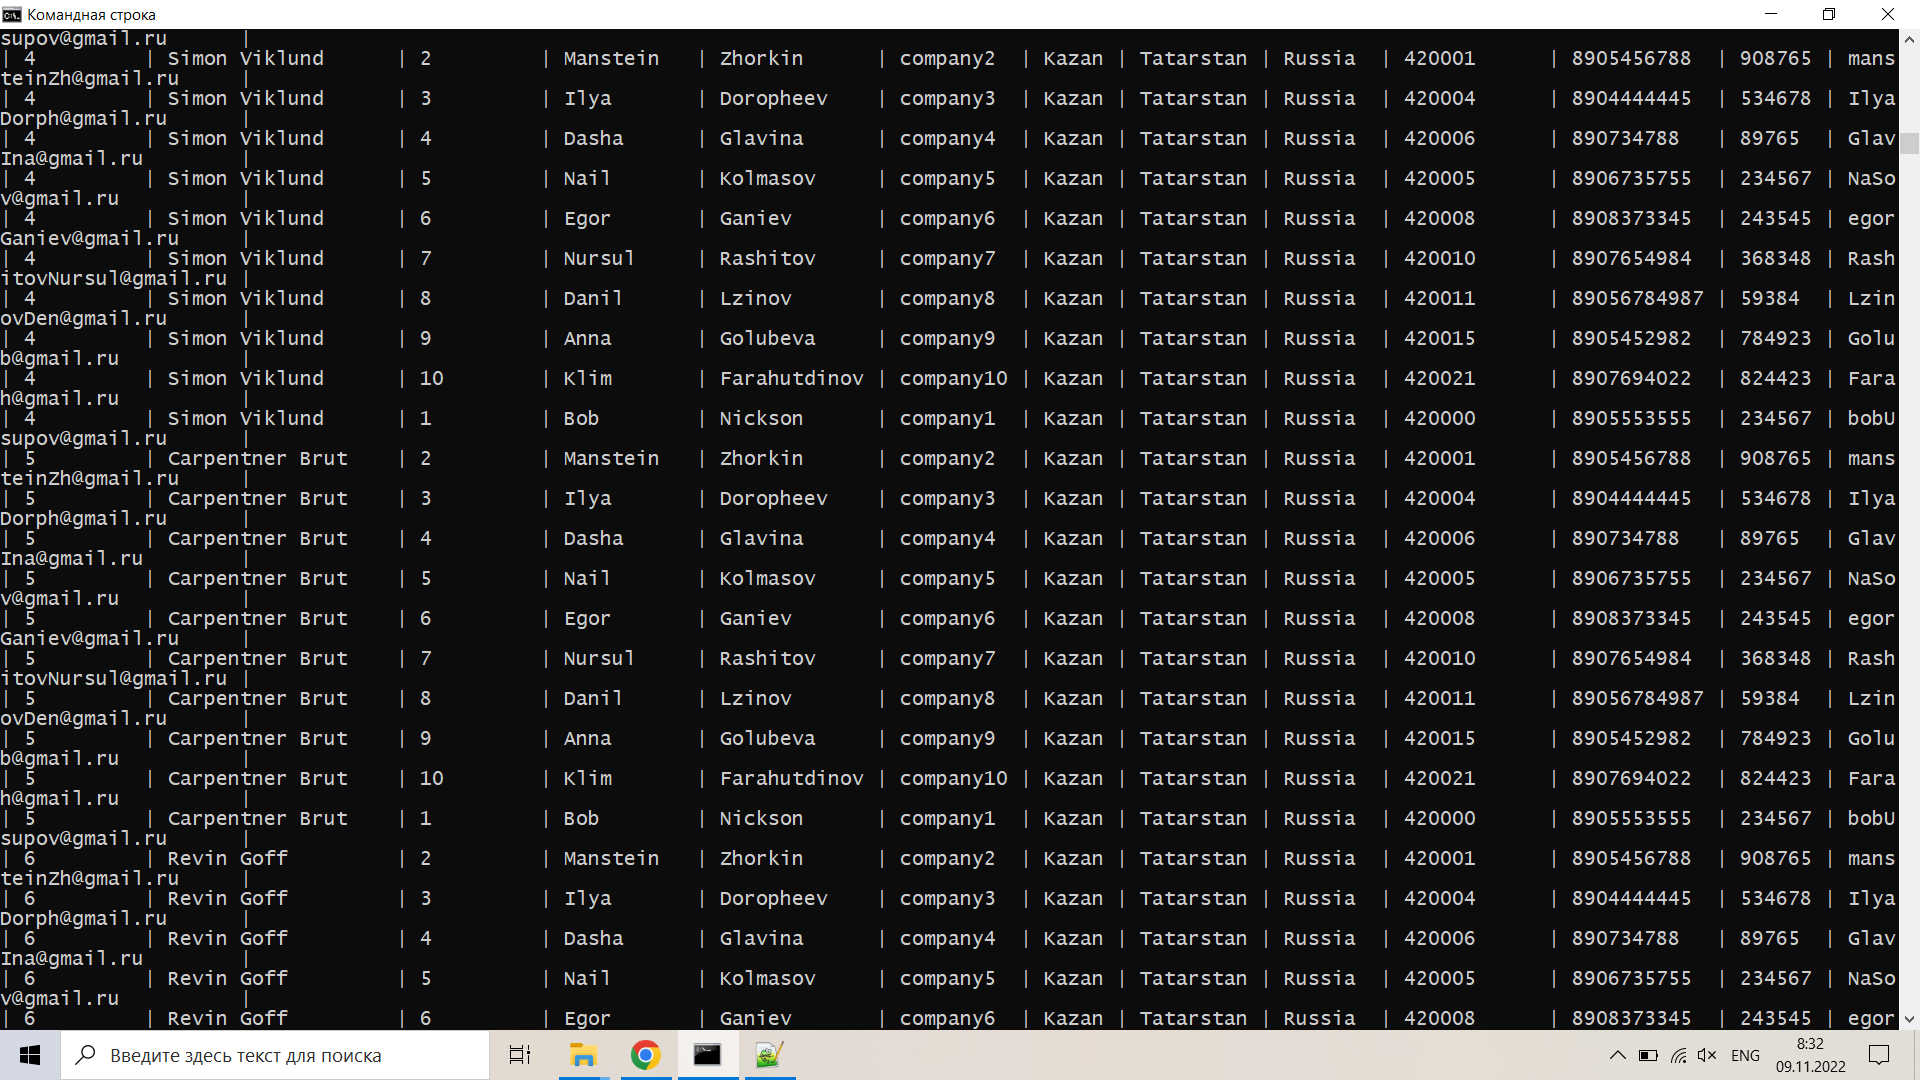 Командная строка
supov@gmail.ru |
| 4 | Simon Viklund | 2 | Manstein | Zhorkin | company2 | Kazan | Tatarstan | Russia | 420001 | 8905456788 | 908765 | mans
teinZh@gmail.ru |
| 4 | Simon Viklund | 3 | Ilya | Doropheev | company3 | Kazan | Tatarstan | Russia | 420004 | 8904444445 | 534678 | Ilya
Dorph@gmail.ru |
| 4 | Simon Viklund | 4 | Dasha | Glavina | company4 | Kazan | Tatarstan | Russia | 420006 | 890734788 | 89765 | Glav
Ina@gmail.ru |
| 4 | Simon Viklund | 5 | Nail | Kolmasov | company5 | Kazan | Tatarstan | Russia | 420005 | 8906735755 | 234567 | NaSo
v@gmail.ru |
| 4 | Simon Viklund | 6 | Egor | Ganiev | company6 | Kazan | Tatarstan | Russia | 420008 | 8908373345 | 243545 | egor
Ganiev@gmail.ru |
| 4 | Simon Viklund | 7 | Nursul | Rashitov | company7 | Kazan | Tatarstan | Russia | 420010 | 8907654984 | 368348 | Rash
itovNursul@gmail.ru |
| 4 | Simon Viklund | 8 | Danil | Lzinov | company8 | Kazan | Tatarstan | Russia | 420011 | 89056784987 | 59384 | Lzin
ovDen@gmail.ru |
| 4 | Simon Viklund | 9 | Anna | Golubeva | company9 | Kazan | Tatarstan | Russia | 420015 | 8905452982 | 784923 | Golu
b@gmail.ru |
| 4 | Simon Viklund | 10 | Klim | Farahutdinov | company10 | Kazan | Tatarstan | Russia | 420021 | 8907694022 | 824423 | Fara
h@gmail.ru |
| 4 | Simon Viklund | 1 | Bob | Nickson | company1 | Kazan | Tatarstan | Russia | 420000 | 8905553555 | 234567 | bobU
supov@gmail.ru |
| 5 | Carpentner Brut | 2 | Manstein | Zhorkin | company2 | Kazan | Tatarstan | Russia | 420001 | 8905456788 | 908765 | mans
teinZh@gmail.ru |
| 5 | Carpentner Brut | 3 | Ilya | Doropheev | company3 | Kazan | Tatarstan | Russia | 420004 | 8904444445 | 534678 | Ilya
Dorph@gmail.ru |
| 5 | Carpentner Brut | 4 | Dasha | Glavina | company4 | Kazan | Tatarstan | Russia | 420006 | 890734788 | 89765 | Glav
Ina@gmail.ru |
| 5 | Carpentner Brut | 5 | Nail | Kolmasov | company5 | Kazan | Tatarstan | Russia | 420005 | 8906735755 | 234567 | NaSo
v@gmail.ru |
| 5 | Carpentner Brut | 6 | Egor | Ganiev | company6 | Kazan | Tatarstan | Russia | 420008 | 8908373345 | 243545 | egor
Ganiev@gmail.ru |
| 5 | Carpentner Brut | 7 | Nursul | Rashitov | company7 | Kazan | Tatarstan | Russia | 420010 | 8907654984 | 368348 | Rash
itovNursul@gmail.ru |
| 5 | Carpentner Brut | 8 | Danil | Lzinov | company8 | Kazan | Tatarstan | Russia | 420011 | 89056784987 | 59384 | Lzin
ovDen@gmail.ru |
| 5 | Carpentner Brut | 9 | Anna | Golubeva | company9 | Kazan | Tatarstan | Russia | 420015 | 8905452982 | 784923 | Golu
b@gmail.ru |
| 5 | Carpentner Brut | 10 | Klim | Farahutdinov | company10 | Kazan | Tatarstan | Russia | 420021 | 8907694022 | 824423 | Fara
h@gmail.ru |
| 5 | Carpentner Brut | 1 | Bob | Nickson | company1 | Kazan | Tatarstan | Russia | 420000 | 8905553555 | 234567 | bobU
supov@gmail.ru |
| 6 | Revin Goff | 2 | Manstein | Zhorkin | company2 | Kazan | Tatarstan | Russia | 420001 | 8905456788 | 908765 | mans
teinZh@gmail.ru |
| 6 | Revin Goff | 3 | Ilya | Doropheev | company3 | Kazan | Tatarstan | Russia | 420004 | 8904444445 | 534678 | Ilya
Dorph@gmail.ru |
| 6 | Revin Goff | 4 | Dasha | Glavina | company4 | Kazan | Tatarstan | Russia | 420006 | 890734788 | 89765 | Glav
Ina@gmail.ru |
| 6 | Revin Goff | 5 | Nail | Kolmasov | company5 | Kazan | Tatarstan | Russia | 420005 | 8906735755 | 234567 | NaSo
v@gmail.ru |
| 6 | Revin Goff | 6 | Egor | Ganiev | company6 | Kazan | Tatarstan | Russia | 420008 | 8908373345 | 243545 | egor
Введите здесь текст для поиска
ENG
8:32
09.11.2022